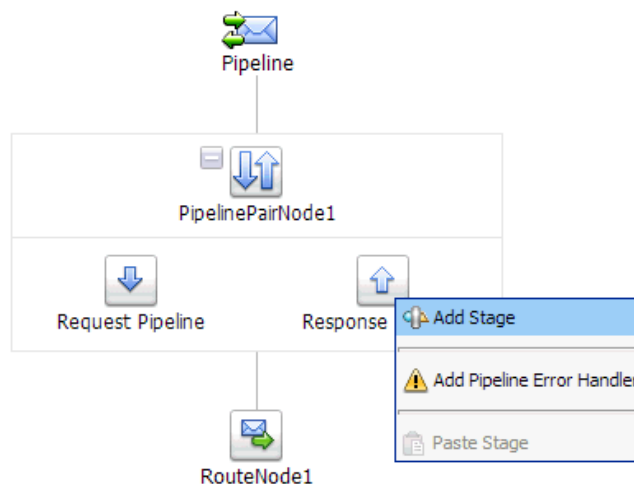 Pipeline
PipelinePairNode1
Request Pipeline
Response
Add Stage
Add Pipeline Error Handler
Paste Stage
RouteNode1